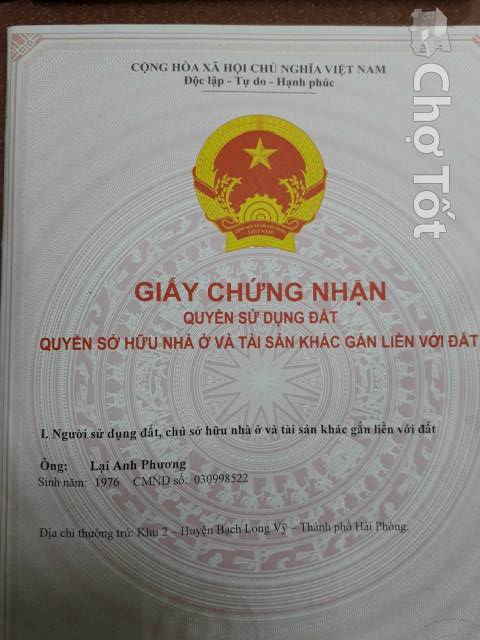 CỘNG HÒA XÃ HỘI CHỦ NGHĨA VIỆT NAM
Độc lập - Tự do - Hạnh phúc
Chợ Tốt
VIỆT NAM
GIẤY CHỨNG NHẬN
QUYỀN SỬ DỤNG ĐẤT
QUYỀN SỞ HỮU NHÀ Ở VÀ TÀI SẢN KHÁC GẮN LIỀN VỚI ĐẤT
I. Người sử dụng đất, chủ sở hữu nhà ở và tài sản khác gắn liền với đất
Ông: Lại Anh Phương
Sinh năm: 1976 CMND số: 030998522
Địa chỉ thường trú: Khu 2 – Huyện Bạch Long Vỹ – Thành phố Hải Phòng.